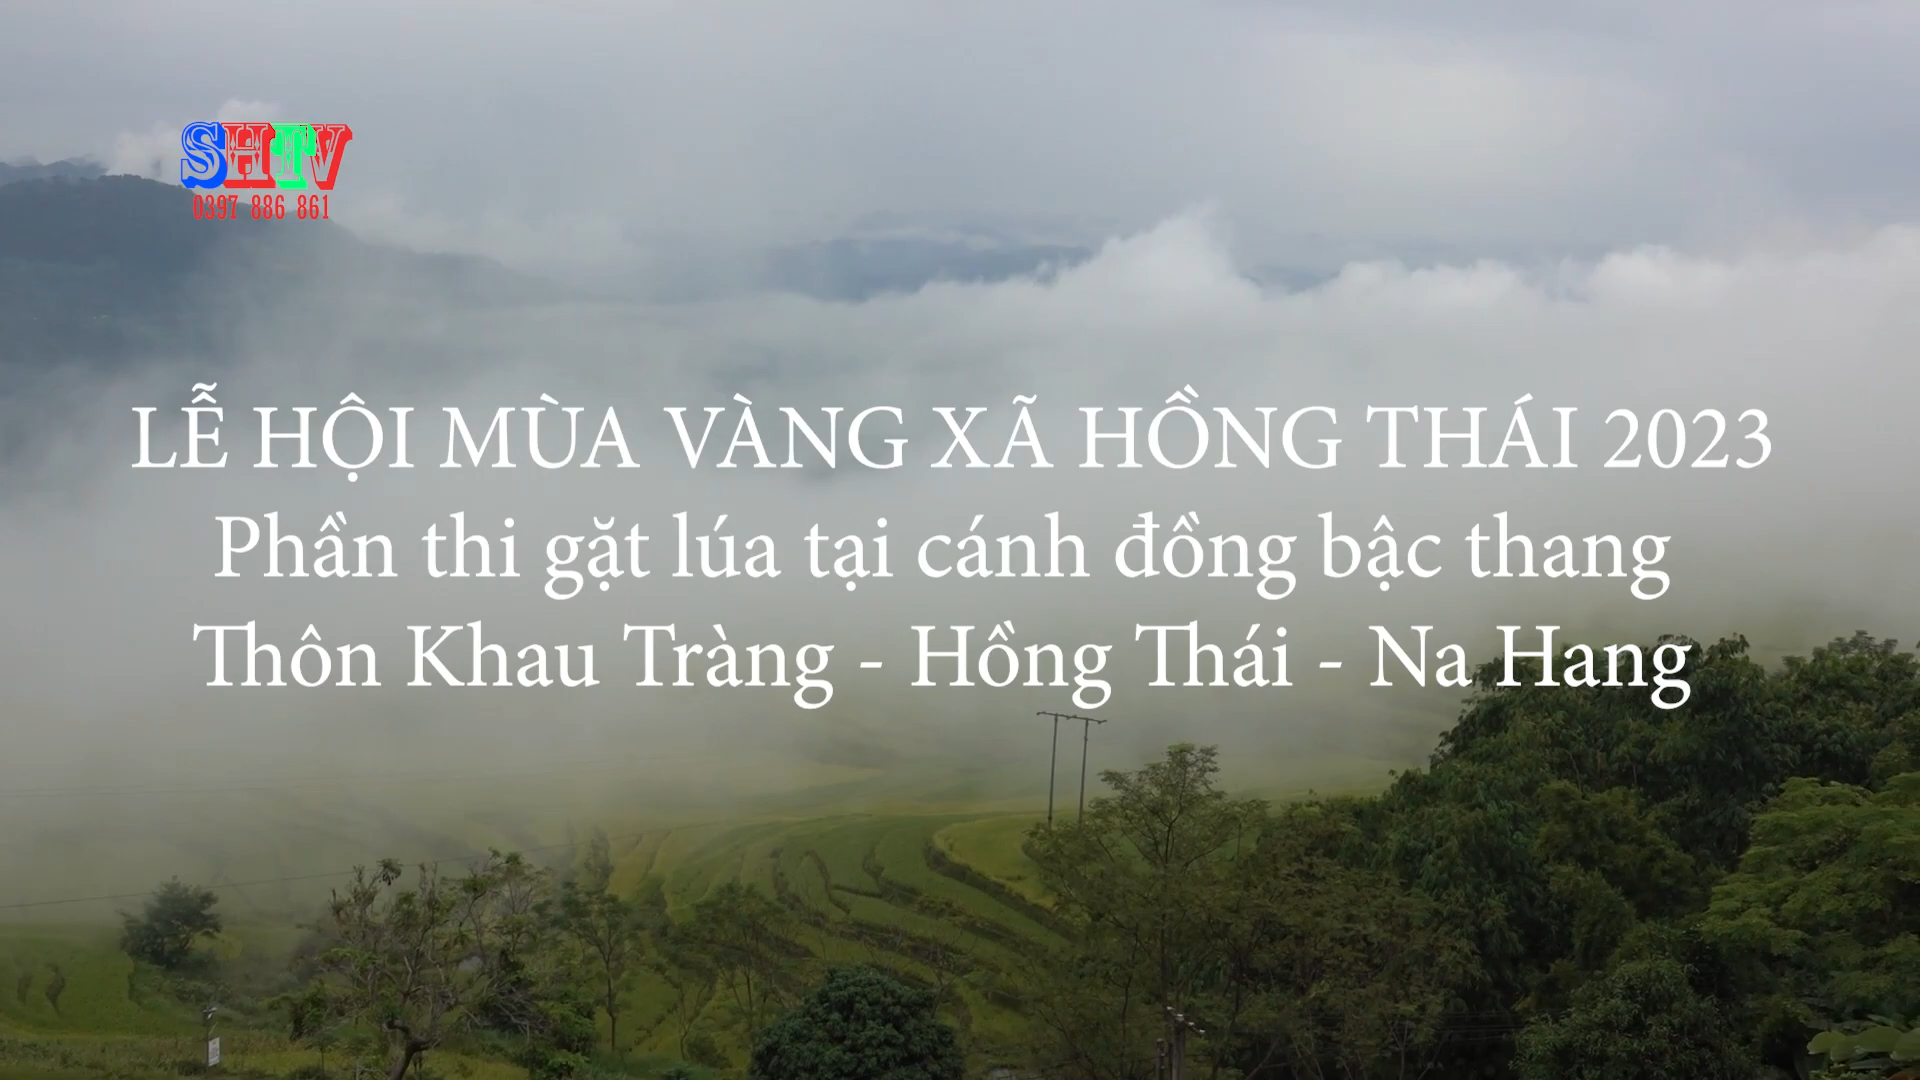 SHTV
0397 886 861
LỄ HỘI MÙA VÀNG XÃ HỒNG THÁI 2023
Phần thi gặt lúa tại cánh đồng bậc thang
Thôn Khau Tràng - Hồng Thái - Na Hang